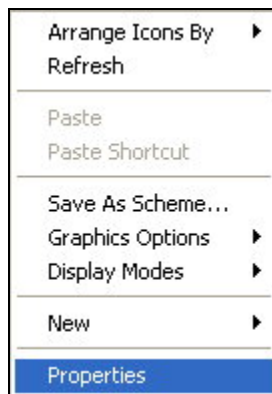 Arrange Icons By
Refresh
Paste
Paste Shortcut
Save As Scheme...
Graphics Options
Display Modes
New
Properties